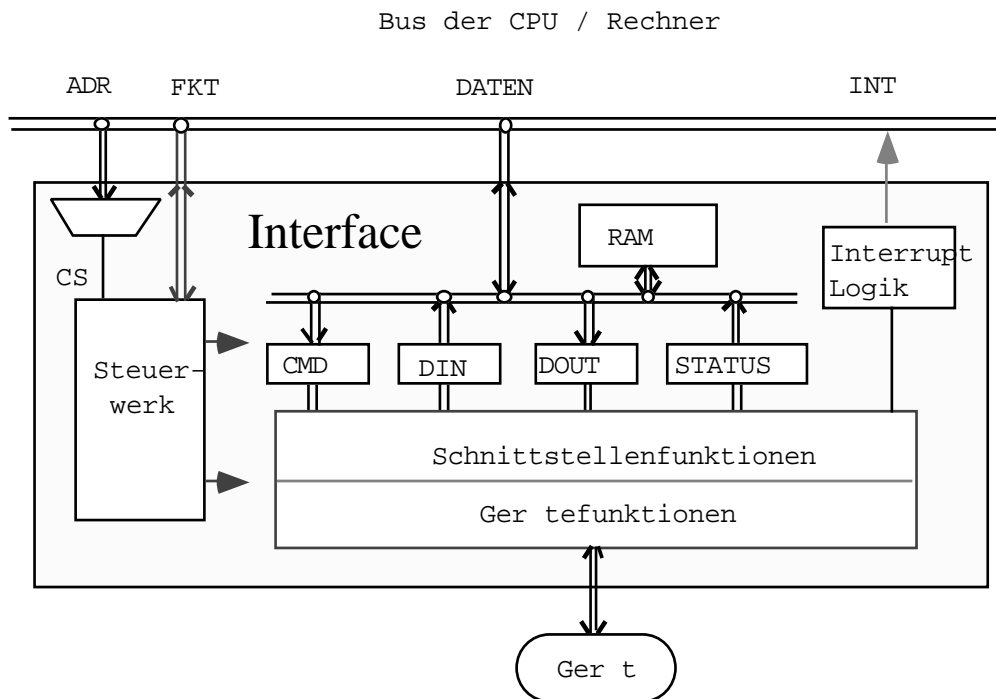 Bus der CPU / Rechner
ADR
FKT
DATEN
INT
Interface
RAM
Interrupt
Logik
CS
Steuer-
werk
CMD
DIN
DOUT
STATUS
Schnittstellenfunktionen
Ger tefunktionen
Ger t